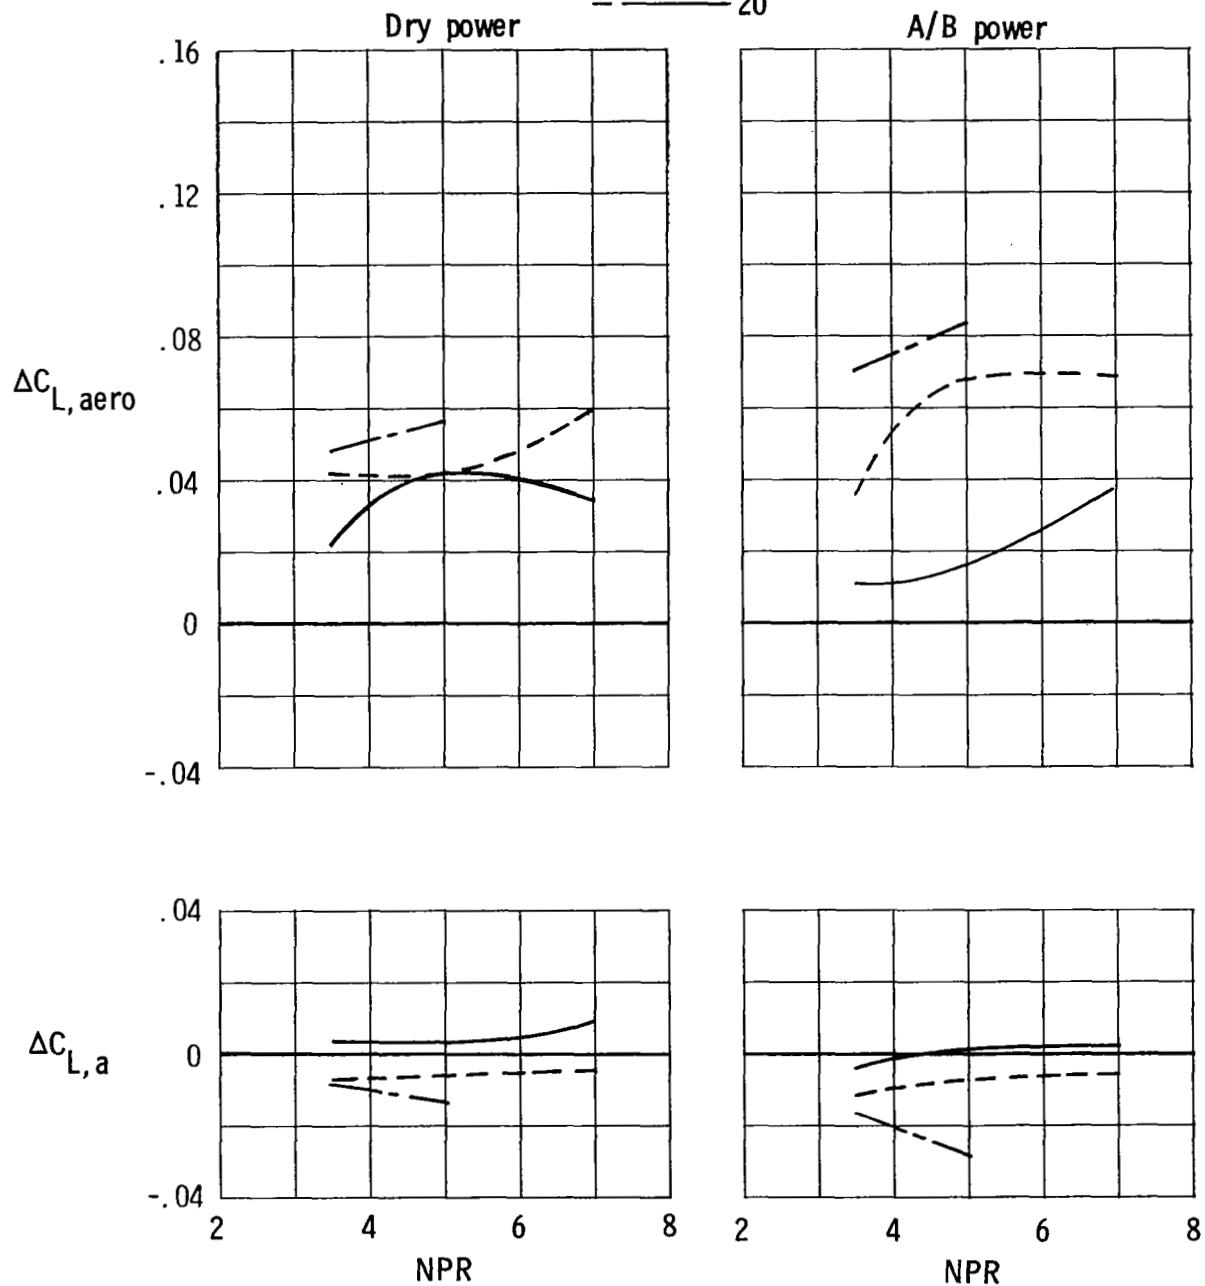 20
Dry power A/B power
.16
.12
.08
ΔC_L, aero
.04
0
-.04
.04
ΔC_L, a
0
-.04
2 4 6 8 2 4 6 8
NPR NPR